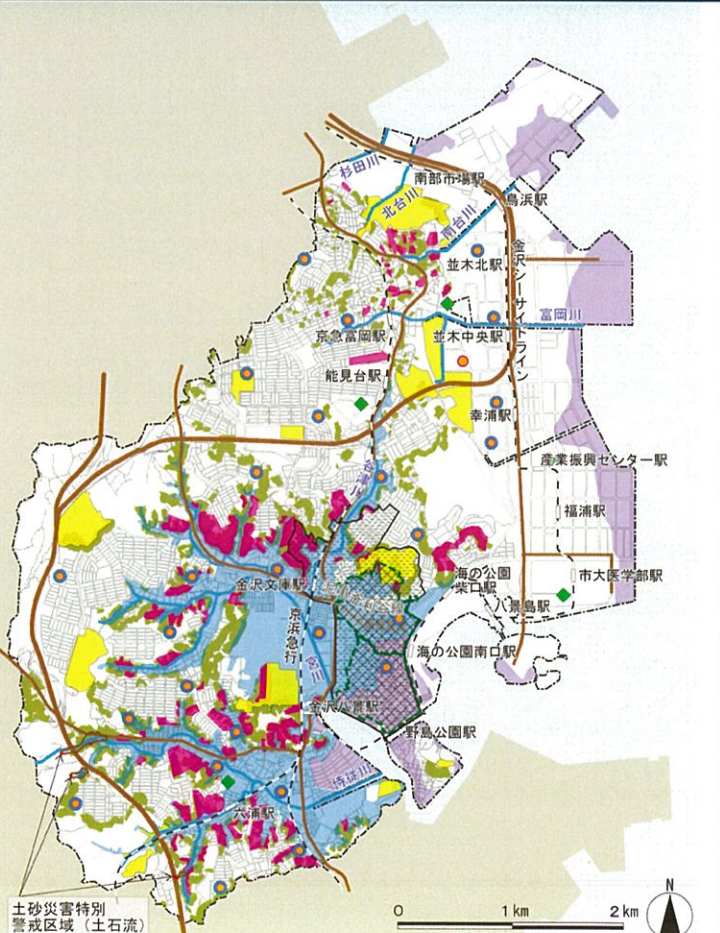 杉田川
南部市場駅
鳥浜駅
北台川
南台川
並木北駅
金沢シーサイドライン
富岡川
京急富岡駅
並木中央駅
能見台駅
幸浦駅
産業振興センター駅
福浦駅
金沢文庫駅
海の公園
柴口駅
市大医学部駅
八景島駅
京浜急行
宮川
海の公園南口駅
金沢八景駅
野島公園駅
侍従川
六浦駅
土砂災害特別
警戒区域（土石流）
0 1km 2km
N